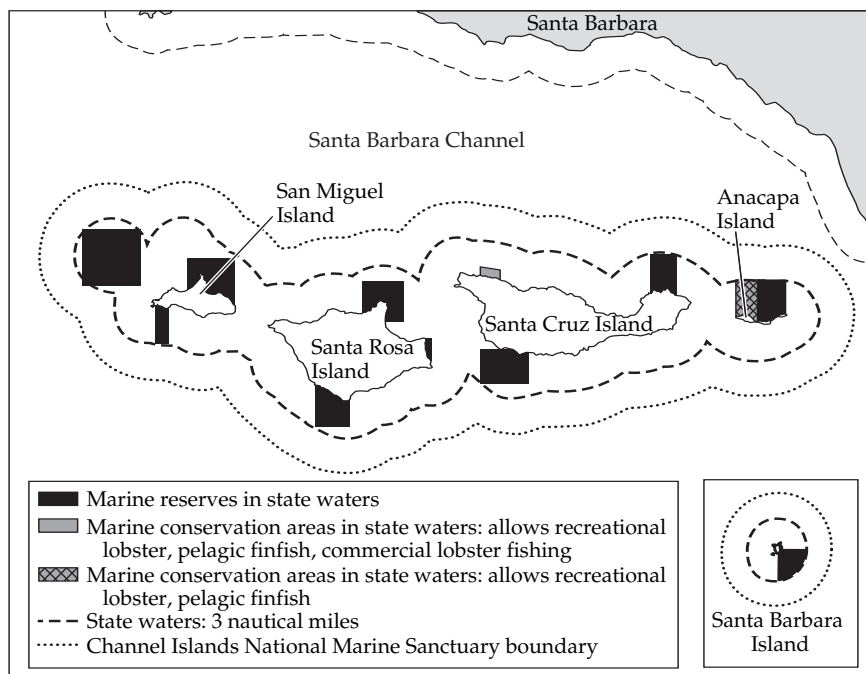 Santa Barbara
Santa Barbara Channel
San Miguel
Island
Anacapa
Island
Santa Cruz Island
Santa Rosa
Island
Marine reserves in state waters
Marine conservation areas in state waters: allows recreational
lobster, pelagic finfish, commercial lobster fishing
Marine conservation areas in state waters: allows recreational
lobster, pelagic finfish
State waters: 3 nautical miles
Channel Islands National Marine Sanctuary boundary
Santa Barbara
Island